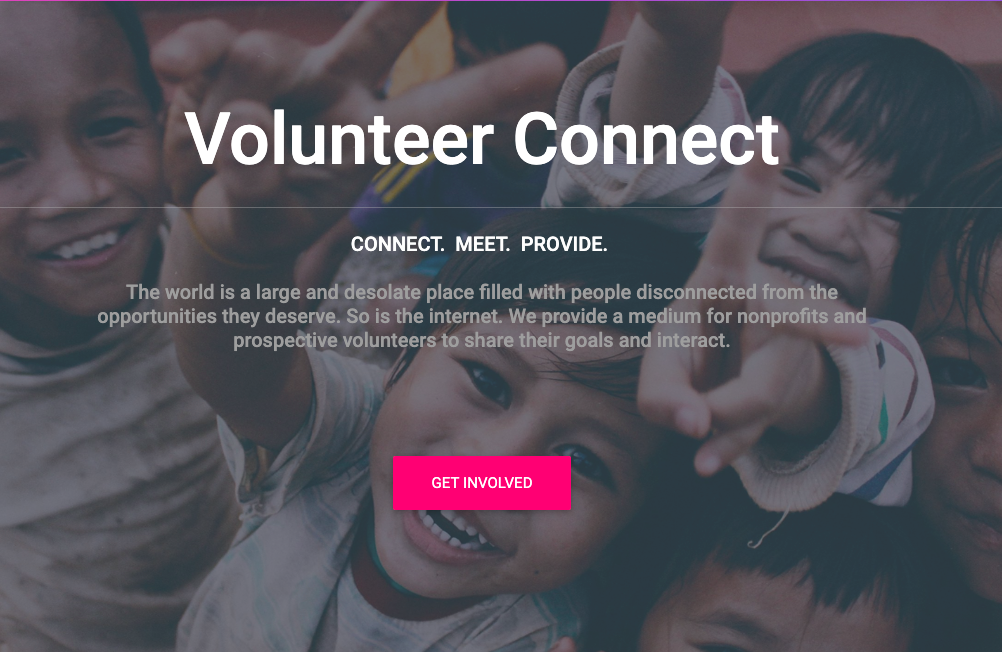 Volunteer Connect
CONNECT. MEET. PROVIDE.
The world is a large and desolate place filled with people disconnected from the
opportunities they deserve. So is the internet. We provide a medium for nonprofits and
prospective volunteers to share their goals and interact.
GET INVOLVED